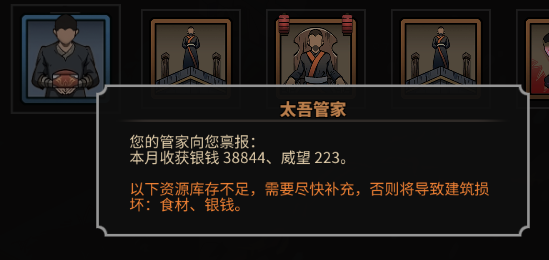 太吾管家
您的管家向您禀报：
本月收获银钱 38844、威望 223。
以下资源库存不足，需要尽快补充，否则将导致建筑损
坏：食材、银钱。